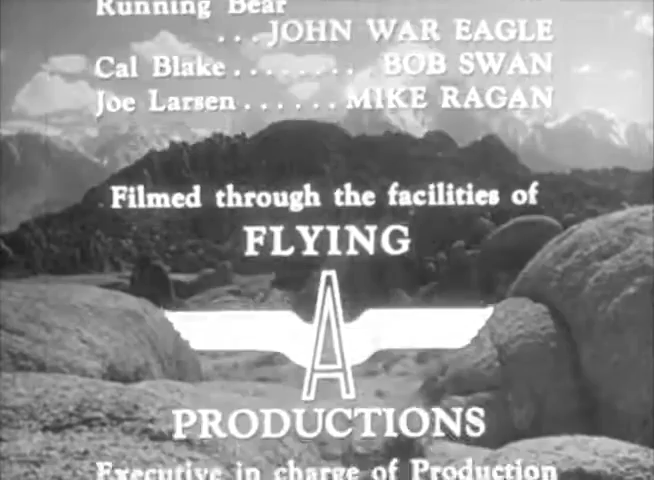 Running Bear
...JOHN WAR EAGLE
Cal Blake........ BOB SWAN
Joe Larsen......MIKE RAGAN
Filmed through the facilities of
FLYING
A
PRODUCTIONS
Executive in charge of Production